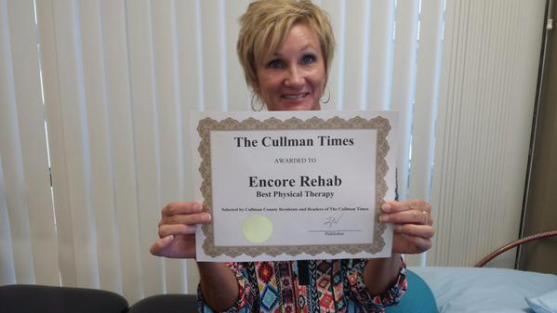 The Cullman Times
AWARDED TO
Encore Rehab
Best Physical Therapy
Selected by Cullman County Residents and Readers of The Cullman Times
Publisher